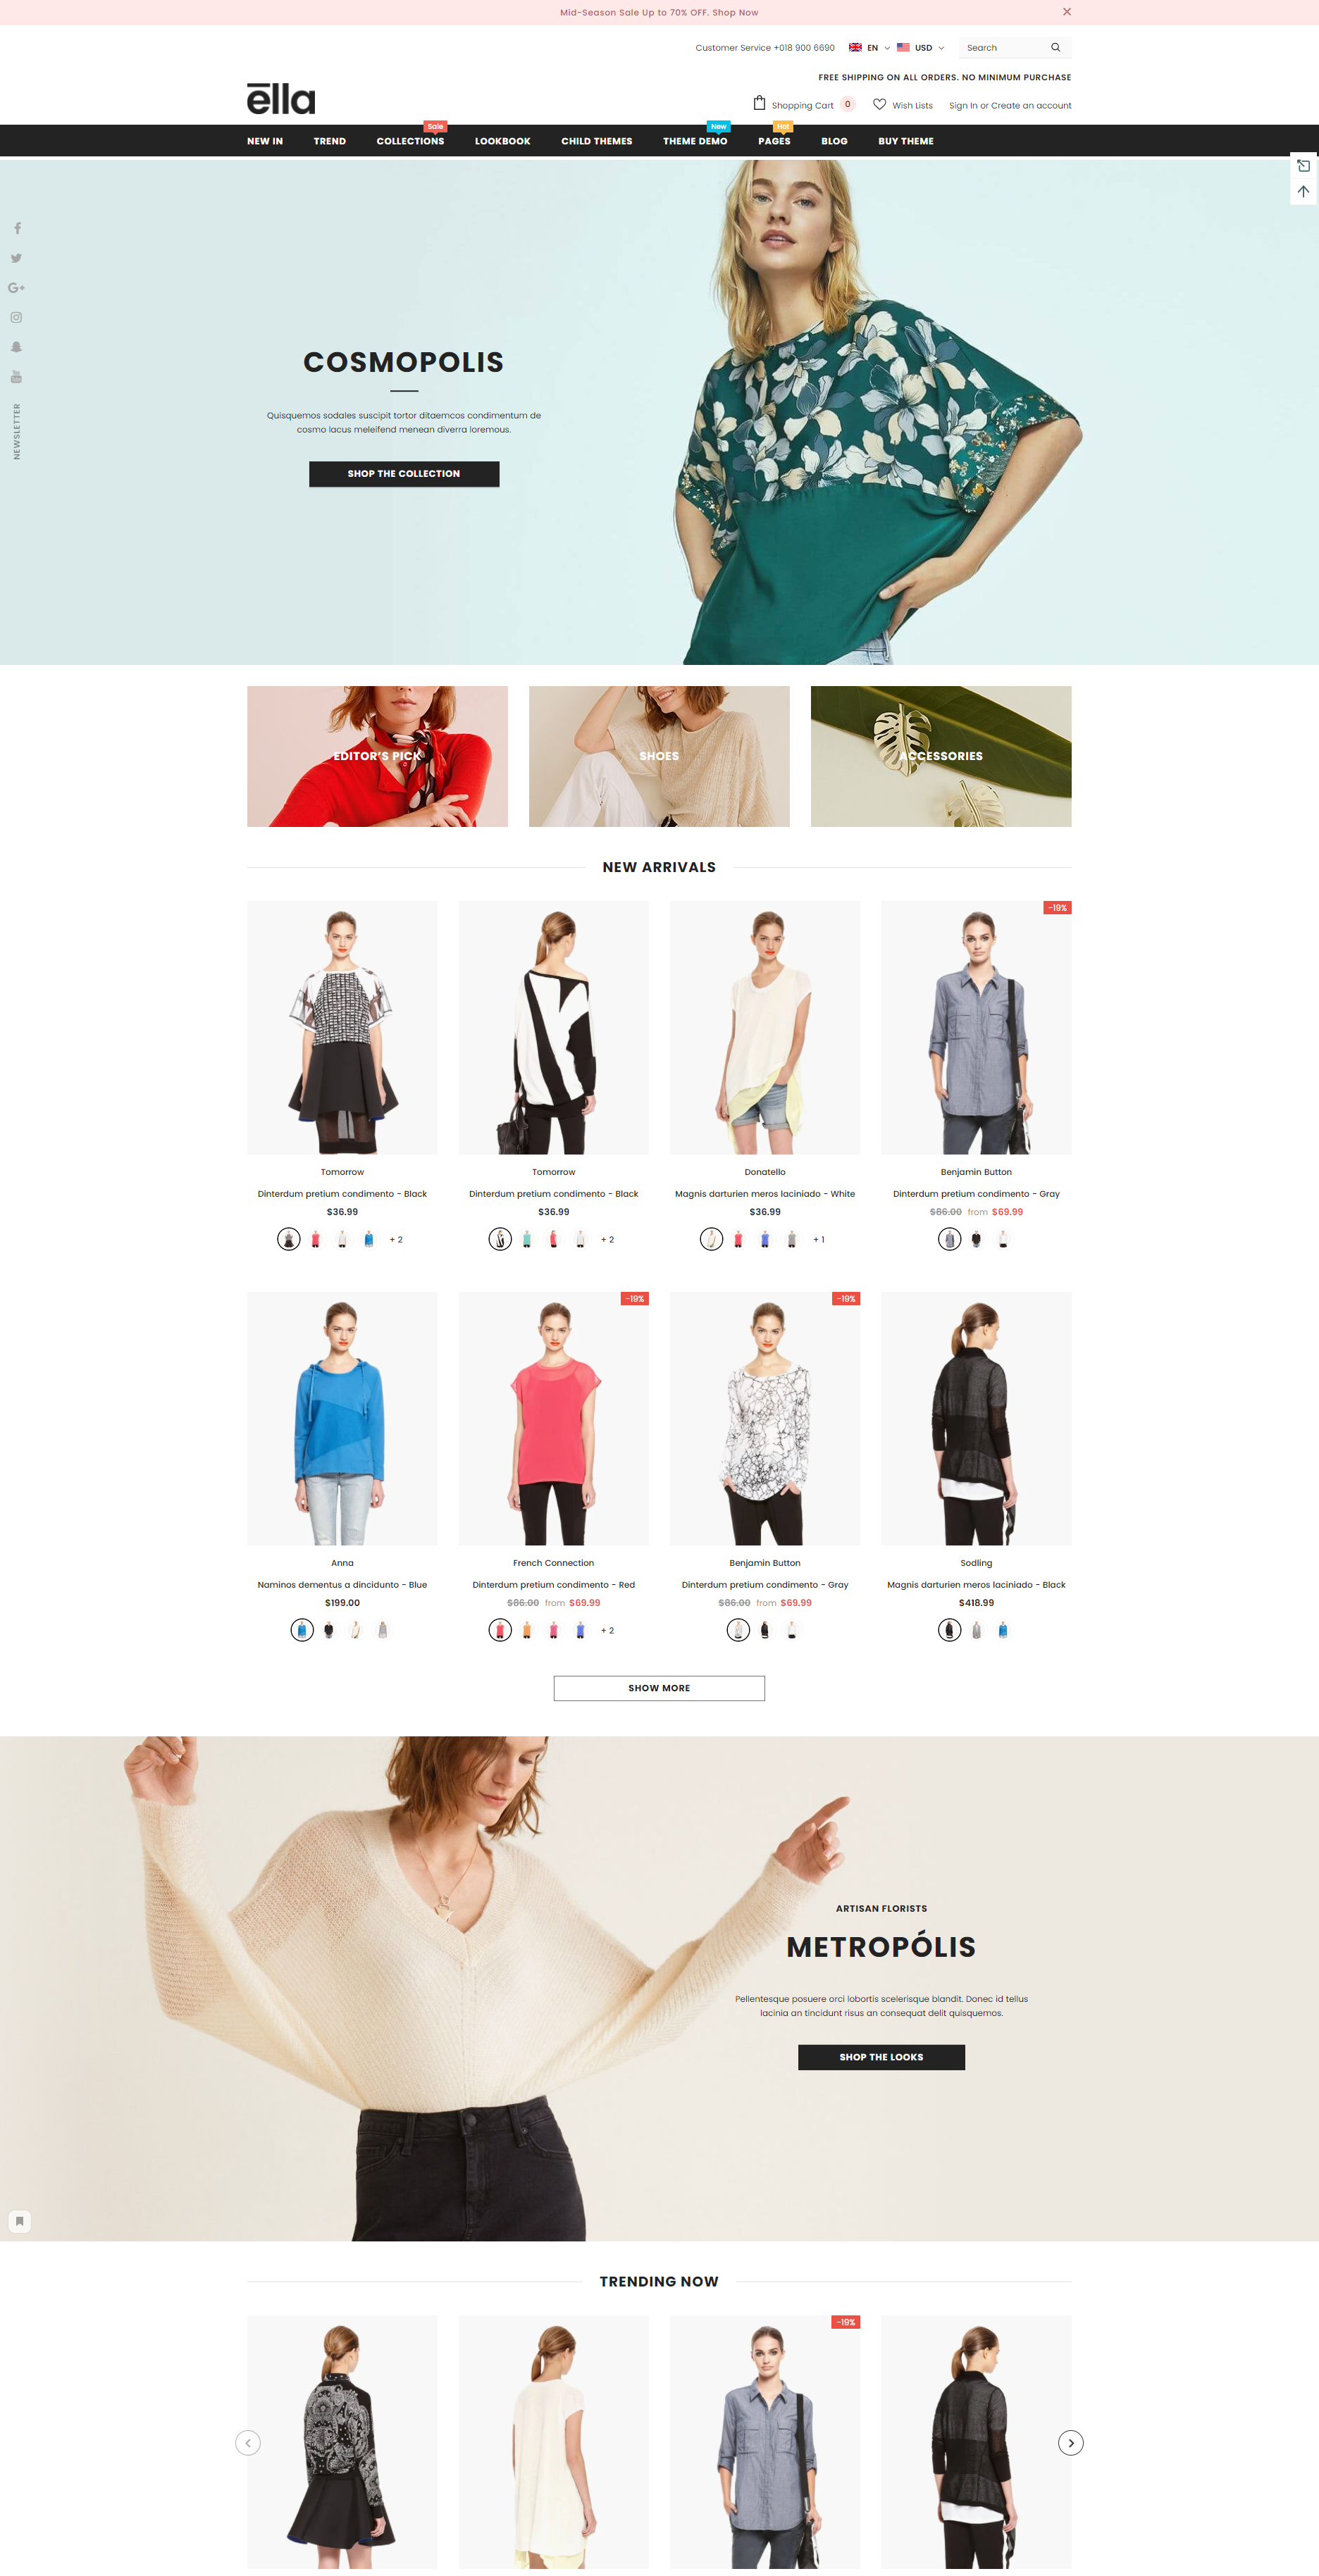 Mid-Season Sale Up to 70% OFF. Shop Now
Customer Service +018 900 6690
EN
USD
Search
FREE SHIPPING ON ALL ORDERS. NO MINIMUM PURCHASE
ēlla
Shopping Cart 0
Wish Lists
Sign In or Create an account
Sale
New
Hot
NEW IN
TREND
COLLECTIONS
LOOKBOOK
CHILD THEMES
THEME DEMO
PAGES
BLOG
BUY THEME
NEWSLETTER
COSMOPOLIS
Quisquemos sodales suscipit tortor ditaemcos condimentum de
cosmo lacus meleifend menean diverra loremous.
SHOP THE COLLECTION
EDITOR'S PICK
SHOES
ACCESSORIES
NEW ARRIVALS
-19%
Tomorrow
Dinterdum pretium condimento - Black
$36.99
+ 2
Tomorrow
Dinterdum pretium condimento - Black
$36.99
+ 2
Donatello
Magnis darturien meros laciniado - White
$36.99
+ 1
Benjamin Button
Dinterdum pretium condimento - Gray
$86.00 from $69.99
-19%
-19%
Anna
Naminos dementus a dincidunto - Blue
$199.00
French Connection
Dinterdum pretium condimento - Red
$86.00 from $69.99
+ 2
Benjamin Button
Dinterdum pretium condimento - Gray
$86.00 from $69.99
Sodling
Magnis darturien meros laciniado - Black
$418.99
SHOW MORE
ARTISAN FLORISTS
METROPÓLIS
Pellentesque posuere orci lobortis scelerisque blandit. Donec id tellus
lacinia an tincidunt risus an consequat delit quisquemos.
SHOP THE LOOKS
TRENDING NOW
-19%